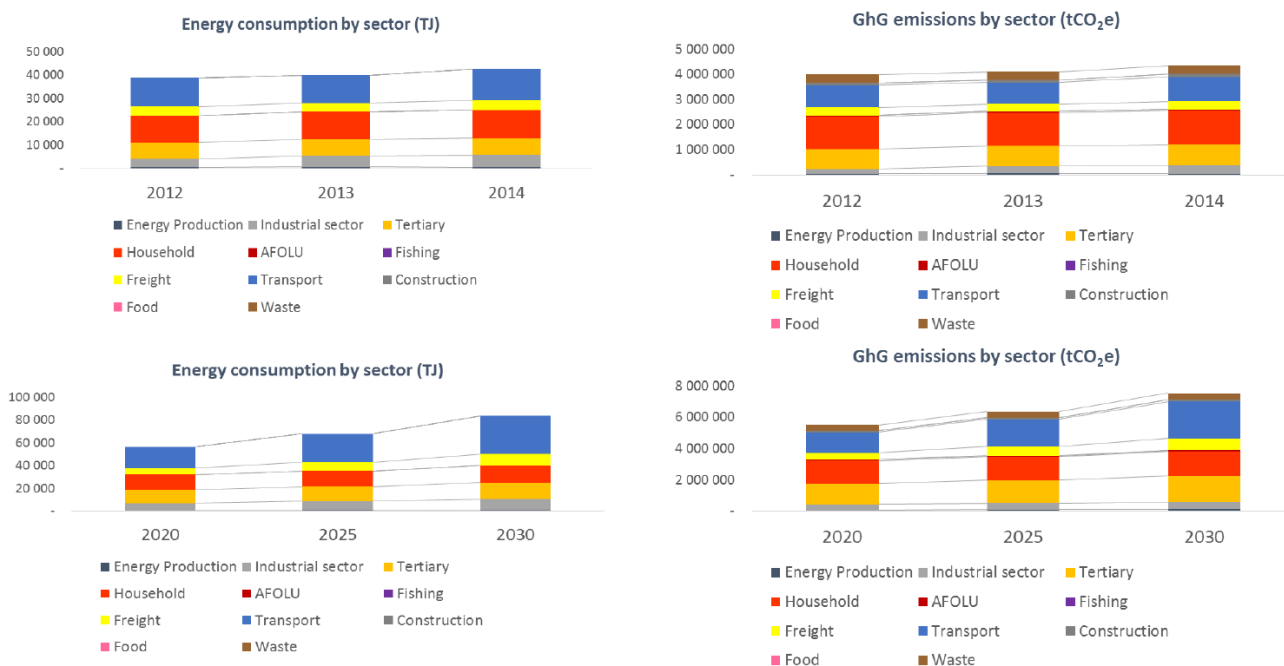 Energy consumption by sector (TJ)
50 000
40 000
30 000
20 000
10 000
-
2012 2013 2014
Energy Production Industrial sector Tertiary
Household AFOLU Fishing
Freight Transport Construction
Food Waste
GhG emissions by sector (tCO₂e)
5 000 000
4 000 000
3 000 000
2 000 000
1 000 000
-
2012 2013 2014
Energy Production Industrial sector Tertiary
Household AFOLU Fishing
Freight Transport Construction
Food Waste
Energy consumption by sector (TJ)
100 000
80 000
60 000
40 000
20 000
-
2020 2025 2030
Energy Production Industrial sector Tertiary
Household AFOLU Fishing
Freight Transport Construction
Food Waste
GhG emissions by sector (tCO₂e)
8 000 000
6 000 000
4 000 000
2 000 000
-
2020 2025 2030
Energy Production Industrial sector Tertiary
Household AFOLU Fishing
Freight Transport Construction
Food Waste